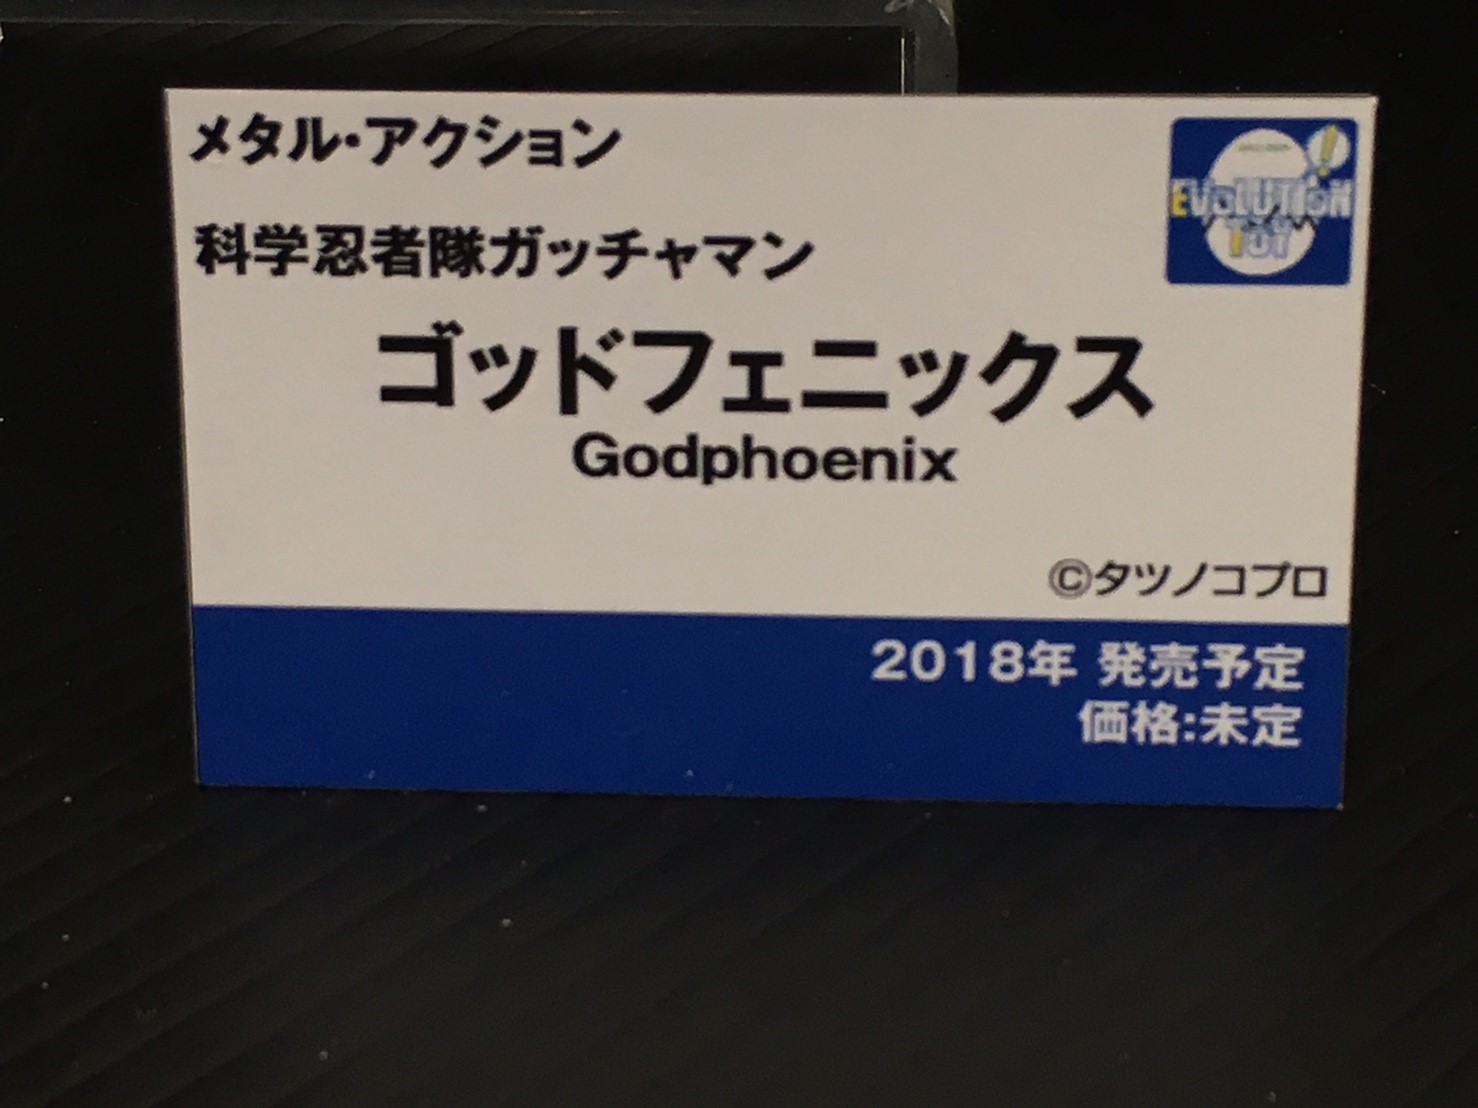 メタル・アクション
科学忍者隊ガッチャマン
ゴッドフェニックス
Godphoenix
EVOLUTION
TOY
©タツノコプロ
2018年 発売予定
価格:未定